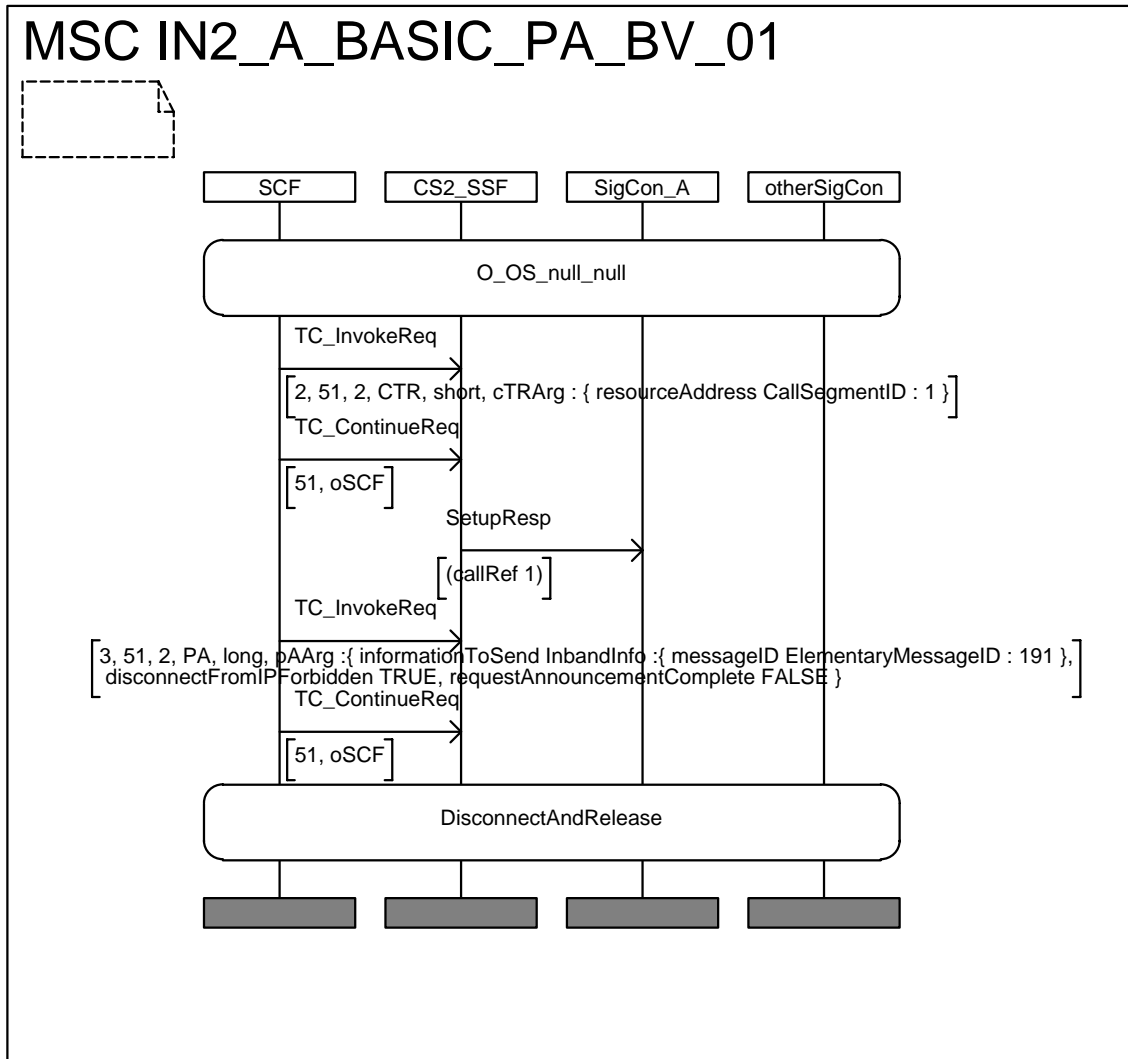 MSC IN2_A_BASIC_PA_BV_01
SCF CS2_SSF SigCon_A otherSigCon
O_OS_null_null
TC_InvokeReq
2, 51, 2, CTR, short, cTRArg : { resourceAddress CallSegmentID : 1 }
TC_ContinueReq
51, oSCF
SetupResp
(callRef 1)
TC_InvokeReq
3, 51, 2, PA, long, pAArg :{ informationToSend InbandInfo :{ messageID ElementaryMessageID : 191 },
disconnectFromIPForbidden TRUE, requestAnnouncementComplete FALSE }
TC_ContinueReq
51, oSCF
DisconnectAndRelease